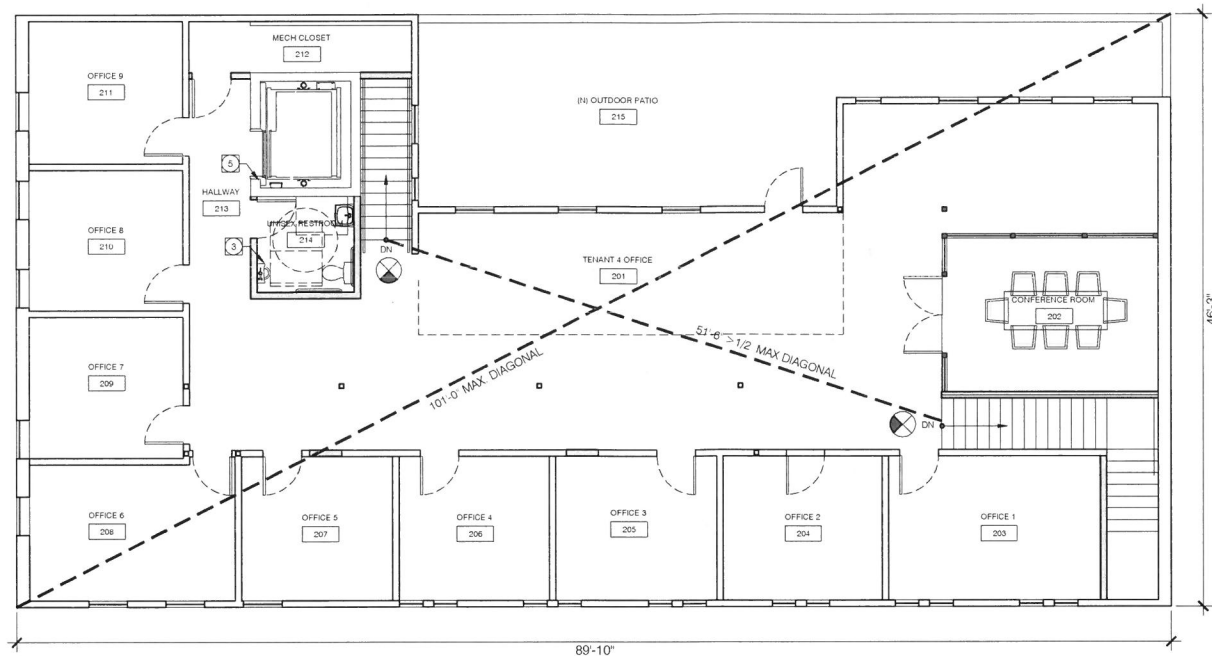 MECH CLOSET
212
OFFICE 9
211
(N) OUTDOOR PATIO
215
5
HALLWAY
213
UNISEX RESTROOM
214
OFFICE 8
210
3
DN
TENANT 4 OFFICE
201
CONFERENCE ROOM
202
46'-2"
51'-6" >1/2 MAX DIAGONAL
101'-0" MAX. DIAGONAL
OFFICE 7
209
DN
OFFICE 6
208
OFFICE 5
207
OFFICE 4
206
OFFICE 3
205
OFFICE 2
204
OFFICE 1
203
89'-10"